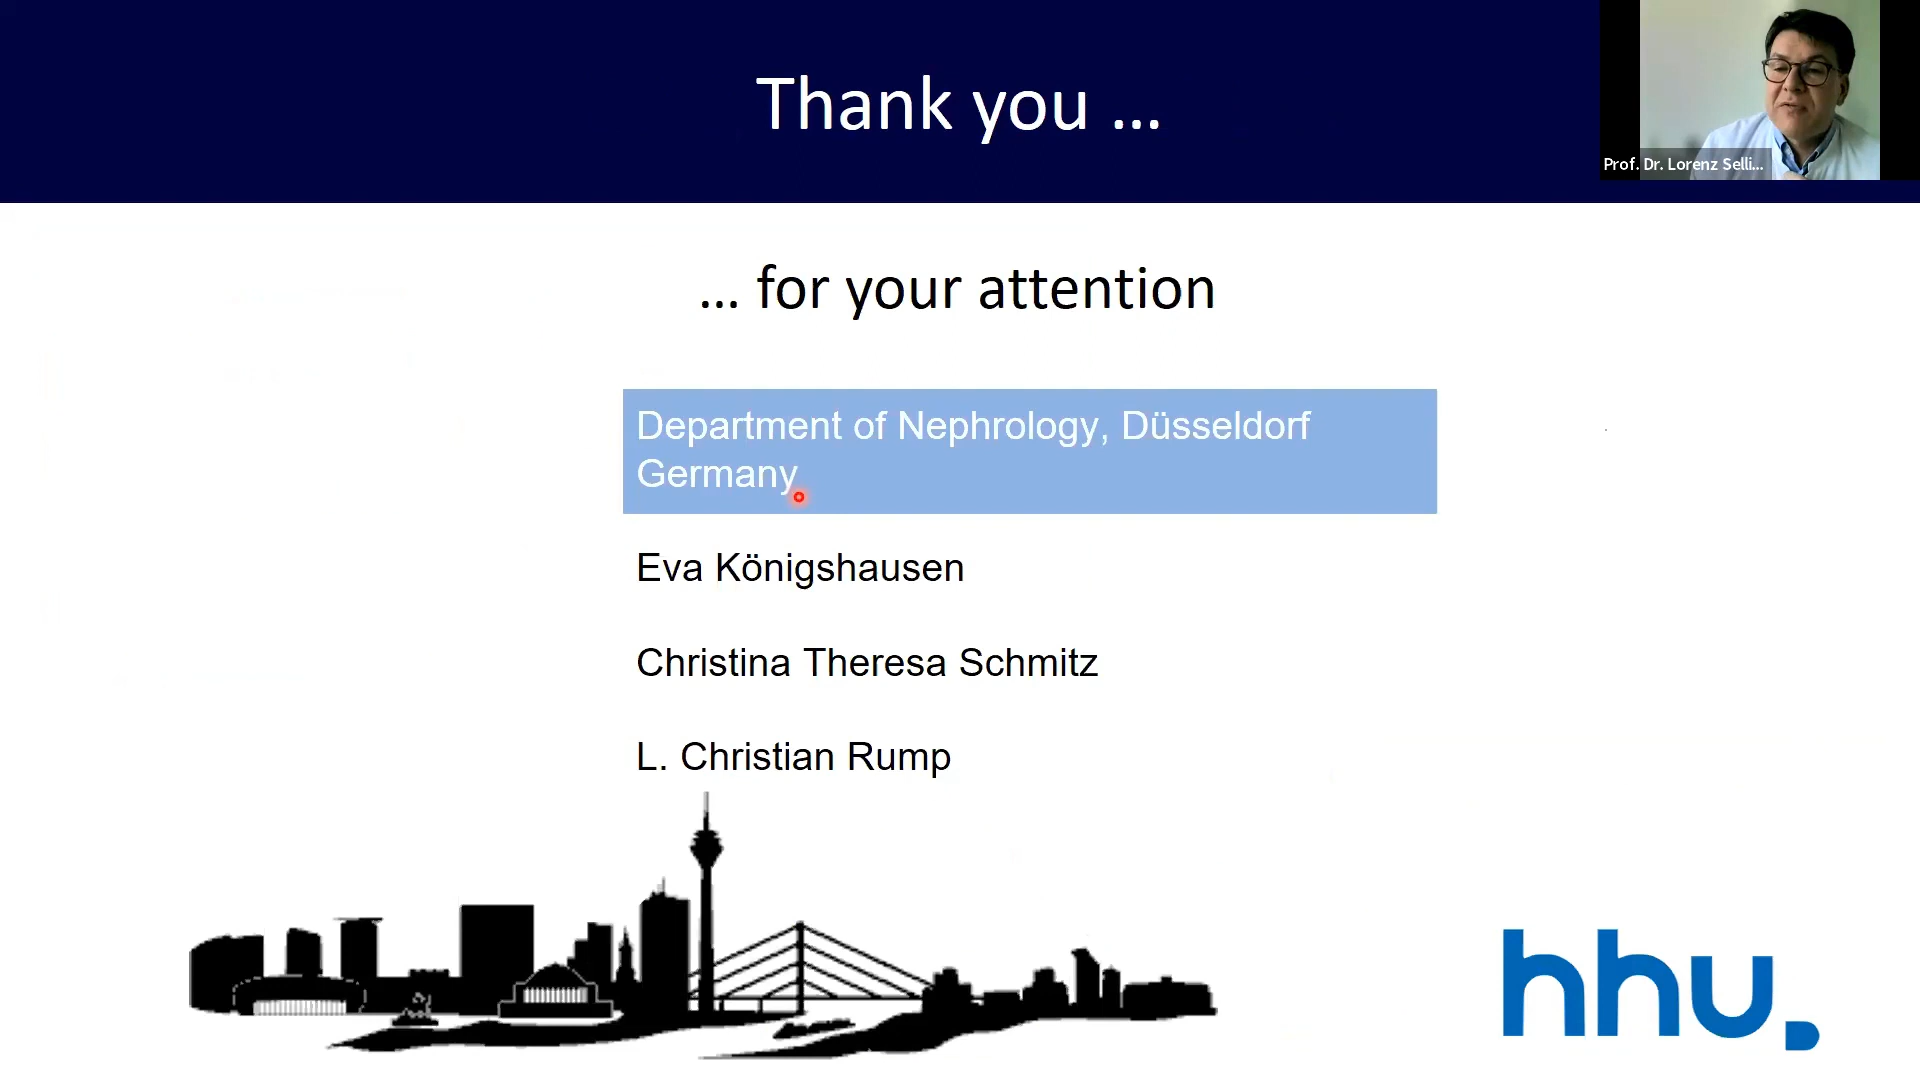 Thank you ...
Prof. Dr. Lorenz Selli...
... for your attention
Department of Nephrology, Düsseldorf
Germany
Eva Königshausen
Christina Theresa Schmitz
L. Christian Rump
hhu.